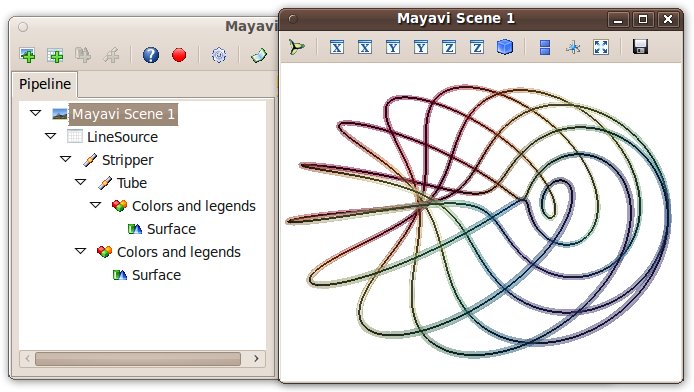 Mayavi
Mayavi Scene 1
X X Y Y Z Z
?
Pipeline
Mayavi Scene 1
LineSource
Stripper
Tube
Colors and legends
Surface
Colors and legends
Surface